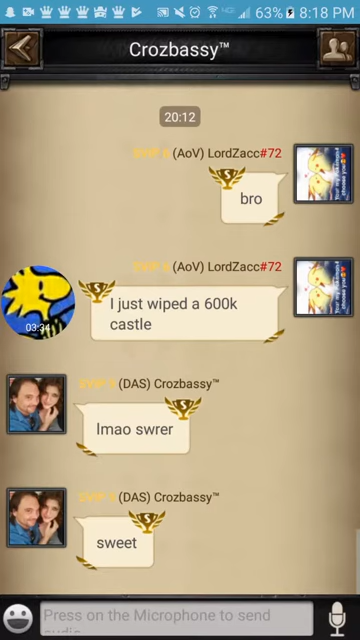 63% 8:18 PM
Crozbassy™
20:12
(AoV) LordZacc#72
bro
(AoV) LordZacc#72
I just wiped a 600k
castle
03:34
(DAS) Crozbassy™
lmao swrer
(DAS) Crozbassy™
sweet
Press on the Microphone to send
audio